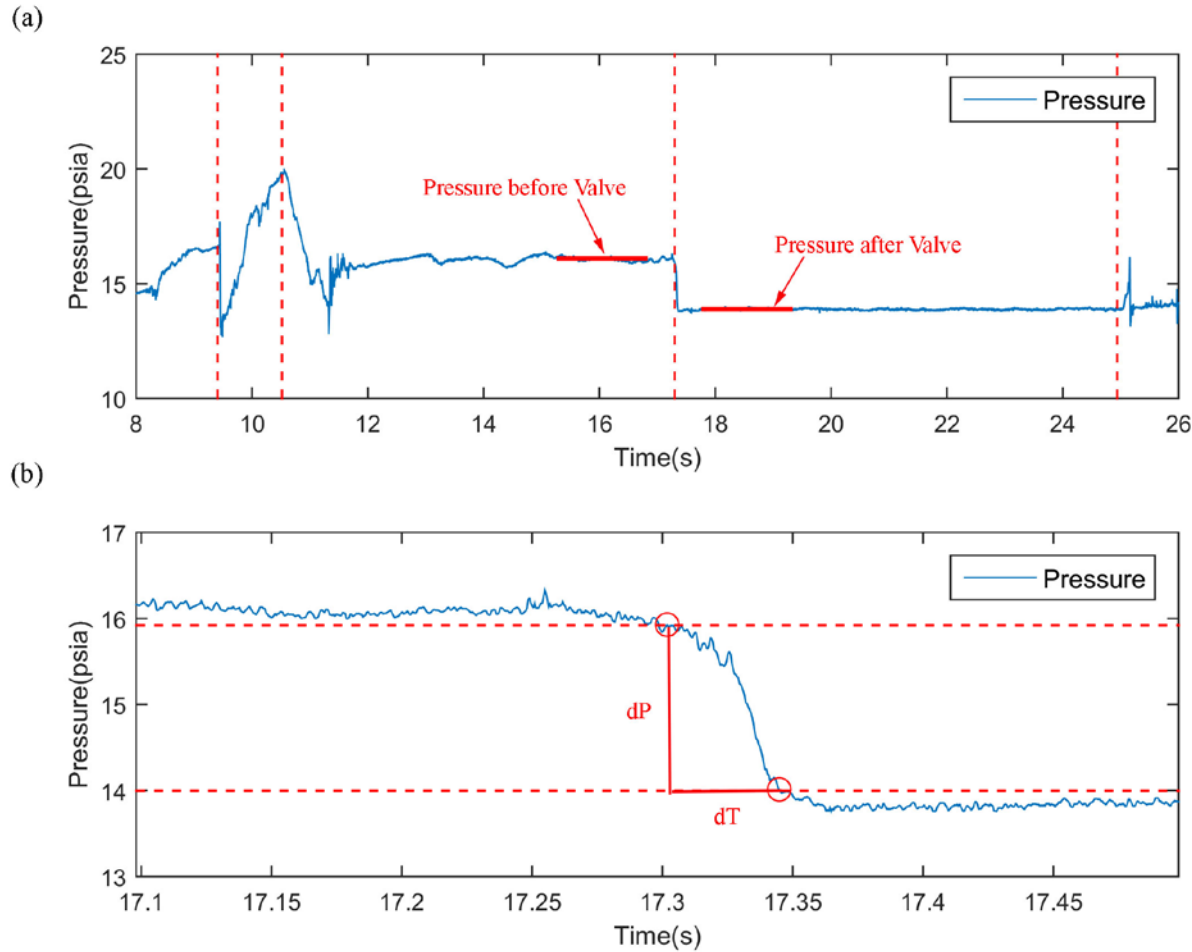 (a)
25
20
15
10
Pressure(psia)
Pressure
Pressure before Valve
Pressure after Valve
8 10 12 14 16 18 20 22 24 26
Time(s)
(b)
17
16
15
14
13
Pressure(psia)
Pressure
dP
dT
17.1 17.15 17.2 17.25 17.3 17.35 17.4 17.45
Time(s)